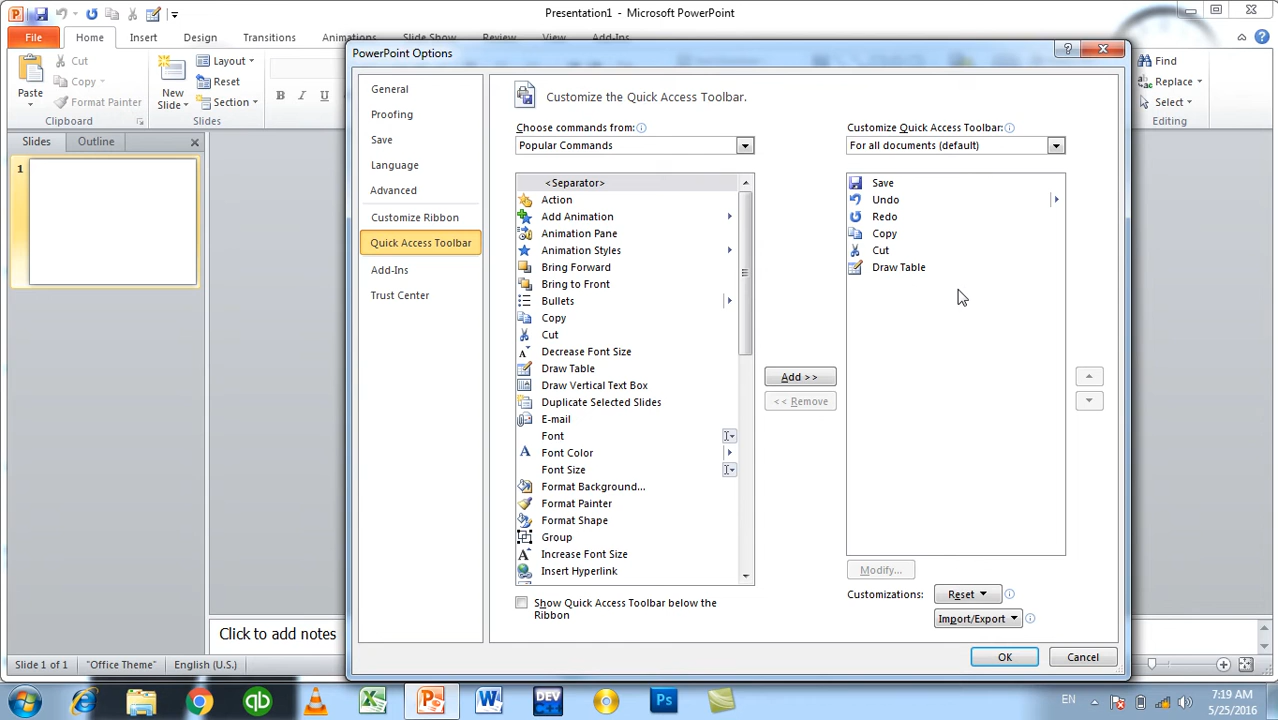 Presentation1 - Microsoft PowerPoint
File
Home
Insert
Design
Transitions
Animations
Slide Show
Review
View
Add-Ins
Paste
Cut
Copy
Format Painter
Clipboard
New
Slide
Layout
Reset
Section
Slides
B I U
Find
Replace
Select
Editing
Slides
Outline
1
PowerPoint Options
General
Proofing
Save
Language
Advanced
Customize Ribbon
Quick Access Toolbar
Add-Ins
Trust Center
Customize the Quick Access Toolbar.
Choose commands from:
Popular Commands
<Separator>
Action
Add Animation
Animation Pane
Animation Styles
Bring Forward
Bring to Front
Bullets
Copy
Cut
Decrease Font Size
Draw Table
Draw Vertical Text Box
Duplicate Selected Slides
E-mail
Font
Font Color
Font Size
Format Background...
Format Painter
Format Shape
Group
Increase Font Size
Insert Hyperlink
Show Quick Access Toolbar below the
Ribbon
Add >>
<< Remove
Customize Quick Access Toolbar:
For all documents (default)
Save
Undo
Redo
Copy
Cut
Draw Table
Modify...
Customizations:
Reset
Import/Export
OK
Cancel
Click to add notes
Slide 1 of 1
"Office Theme"
English (U.S.)
DEV
C++
Ps
EN
7:19 AM
5/25/2016